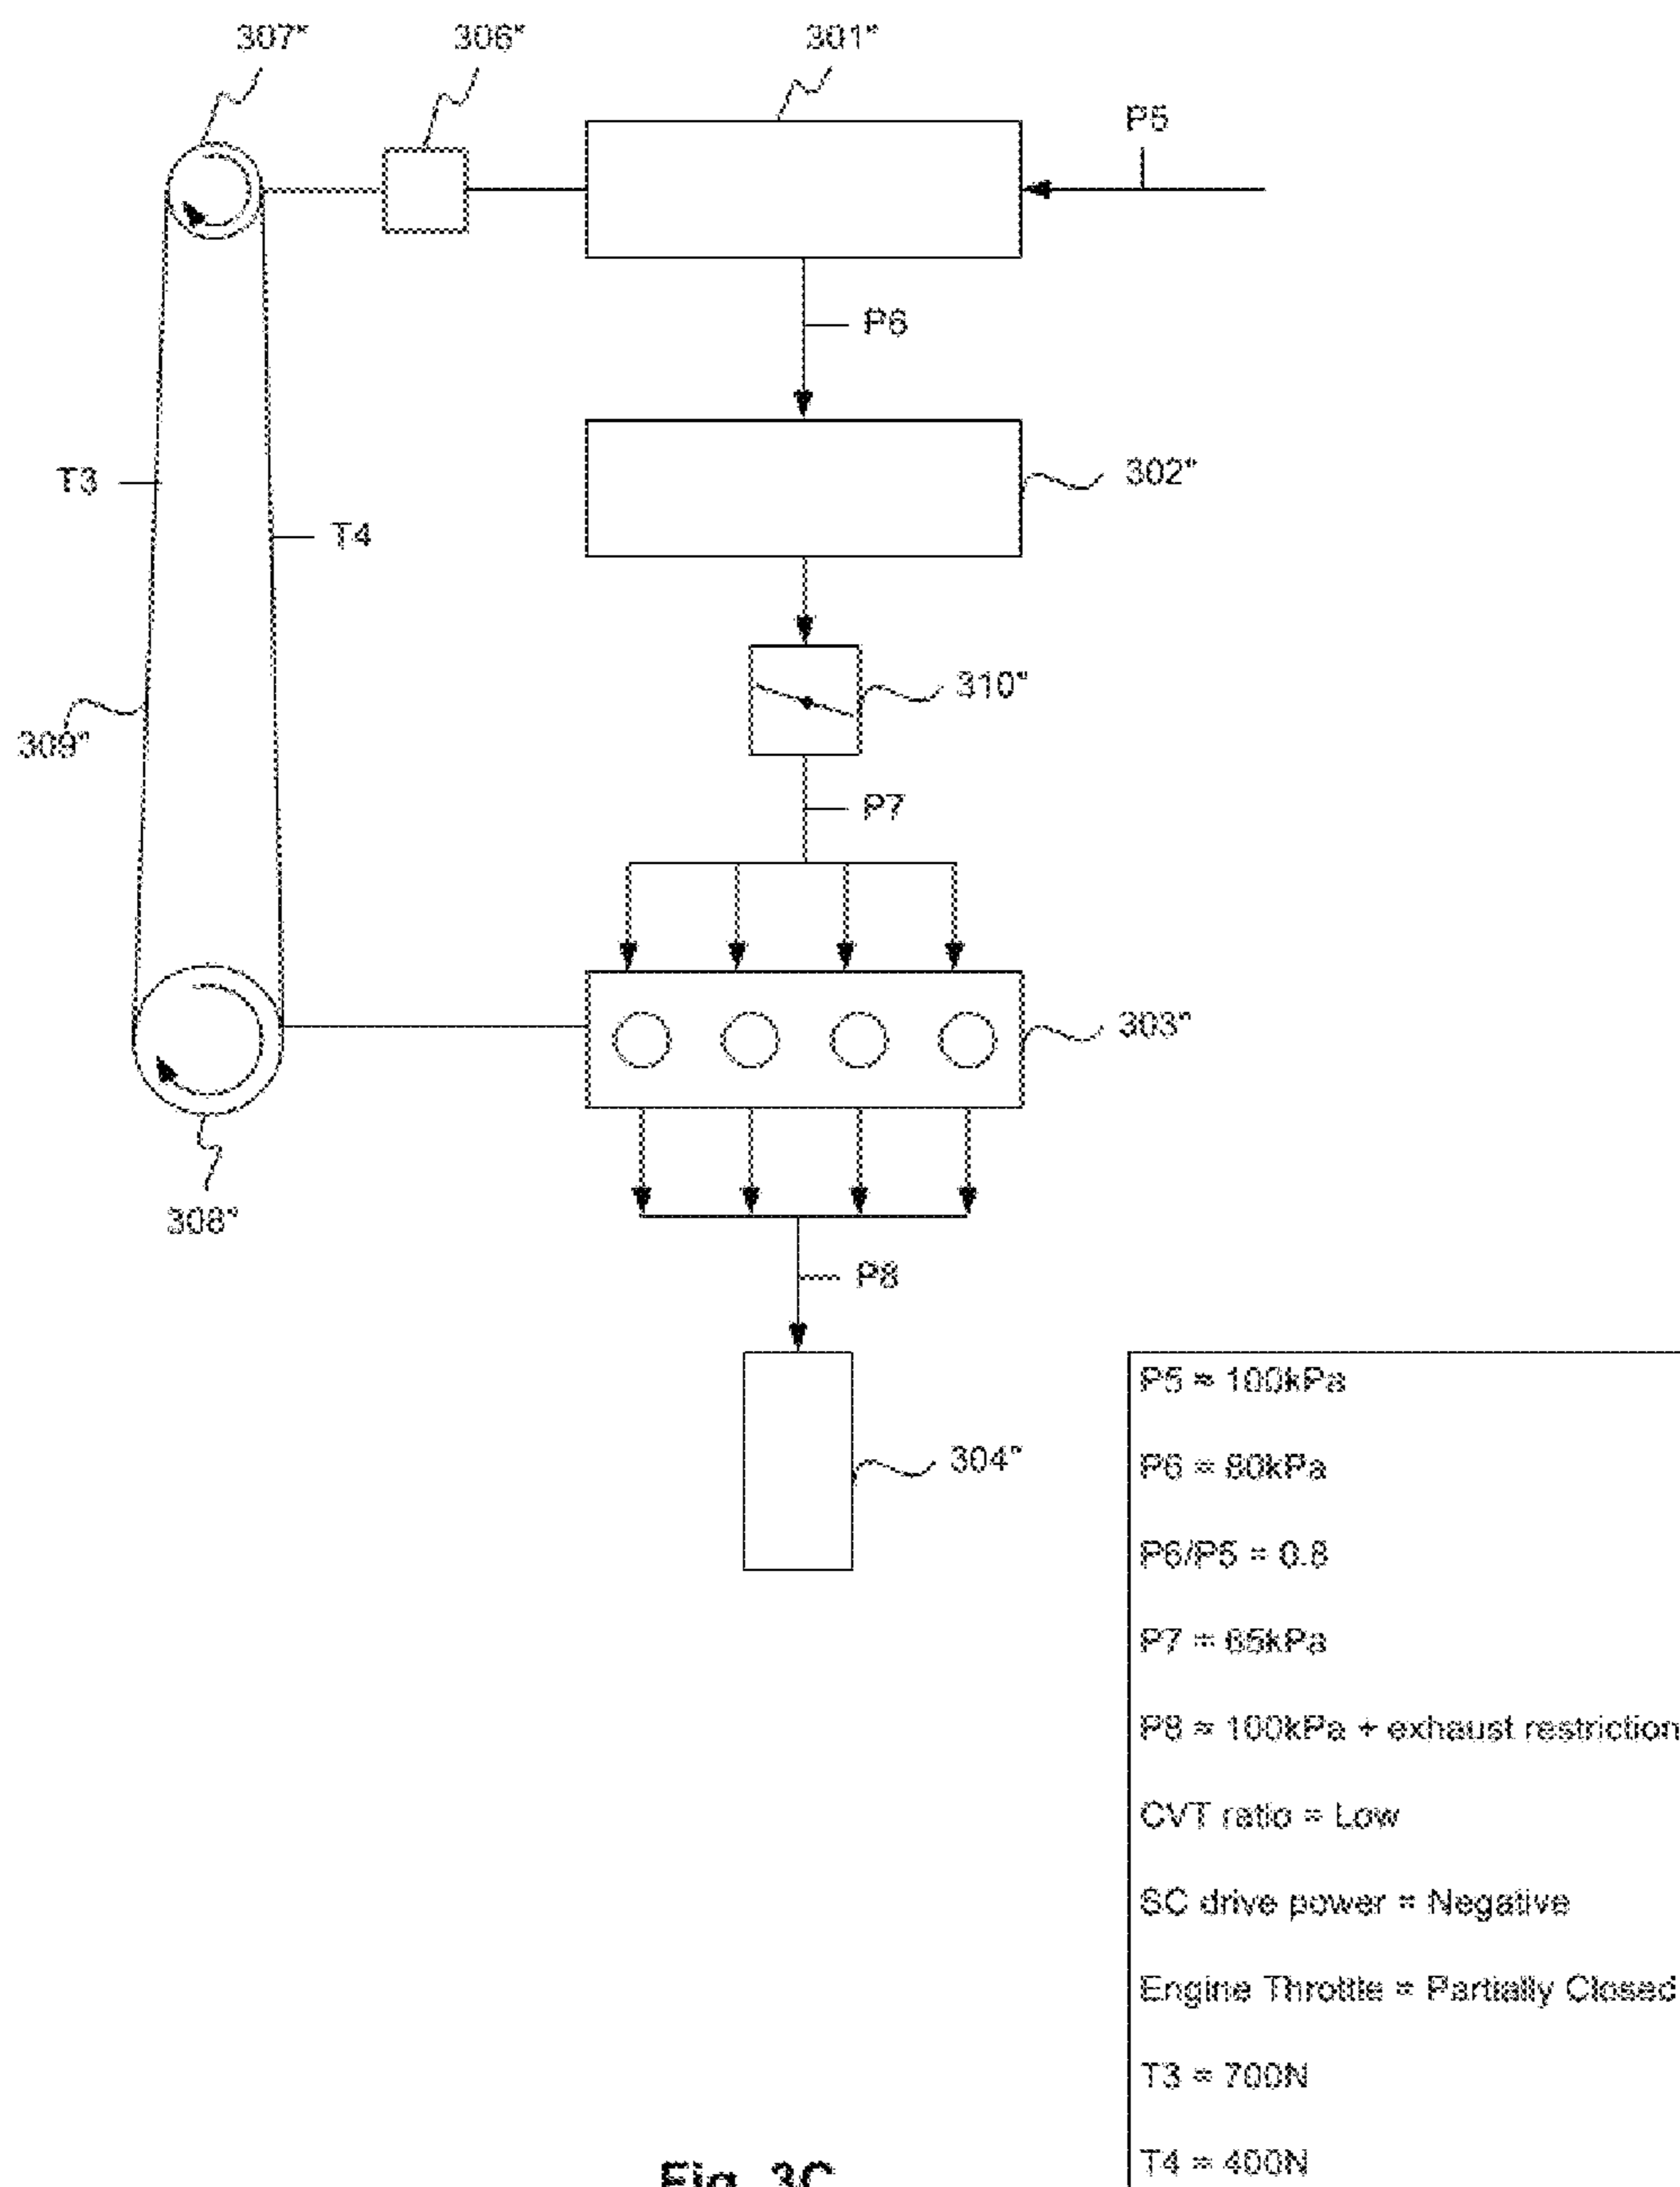 307"
306"
301"
P5
P6
302"
T3
T4
310"
309"
P7
303"
308"
P8
304"
P5 = 100kPa
P6 = 80kPa
P6/P5 = 0.8
P7 = 65kPa
P8 = 100kPa + exhaust restriction
CVT ratio = Low
SC drive power = Negative
Engine Throttle = Partially Closed
T3 = 700N
T4 = 400N
Fig. 3C